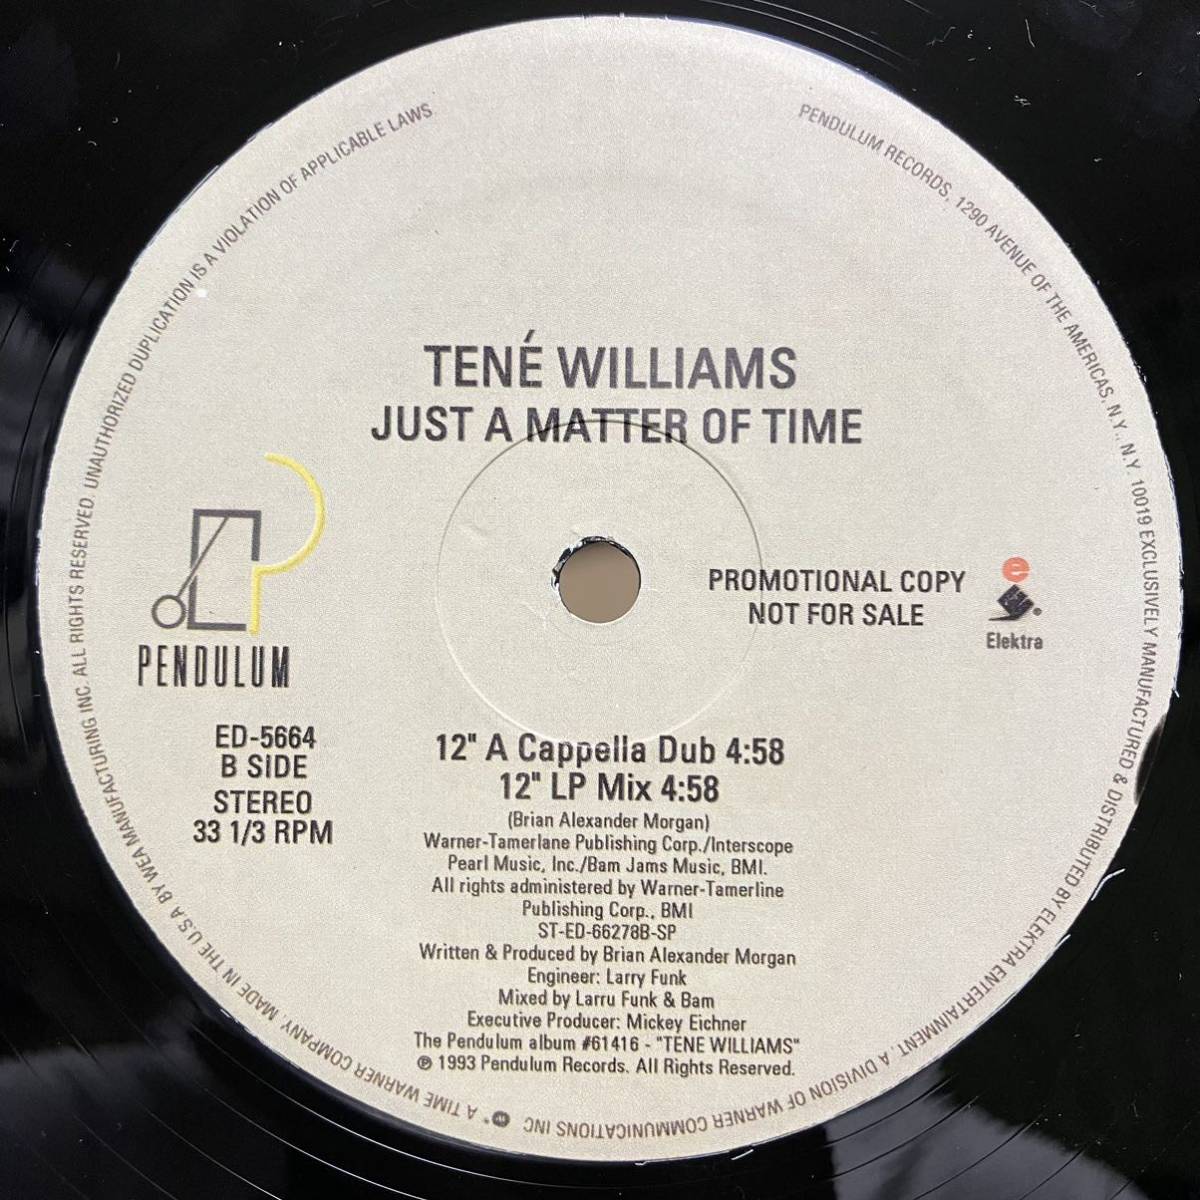 TENÉ WILLIAMS
JUST A MATTER OF TIME
PENDULUM
PROMOTIONAL COPY
NOT FOR SALE
e
Elektra
ED-5664
B SIDE
STEREO
33 1/3 RPM
12" A Cappella Dub 4:58
12" LP Mix 4:58
(Brian Alexander Morgan)
Warner-Tamerlane Publishing Corp./Interscope
Pearl Music, Inc./Bam Jams Music, BMI.
All rights administered by Warner-Tamerline
Publishing Corp., BMI
ST-ED-66278B-SP
Written & Produced by Brian Alexander Morgan
Engineer: Larry Funk
Mixed by Larru Funk & Bam
Executive Producer: Mickey Eichner
The Pendulum album #61416 - "TENE WILLIAMS"
℗ 1993 Pendulum Records. All Rights Reserved.
PENDULUM RECORDS, 1290 AVENUE OF THE AMERICAS, N.Y., N.Y. 10019 EXCLUSIVELY MANUFACTURED & DISTRIBUTED BY ELEKTRA ENTERTAINMENT, A DIVISION OF WARNER COMMUNICATIONS INC. A TIME WARNER COMPANY. MADE IN THE U.S.A BY WEA MANUFACTURING INC. ALL RIGHTS RESERVED. UNAUTHORIZED DUPLICATION IS A VIOLATION OF APPLICABLE LAWS.